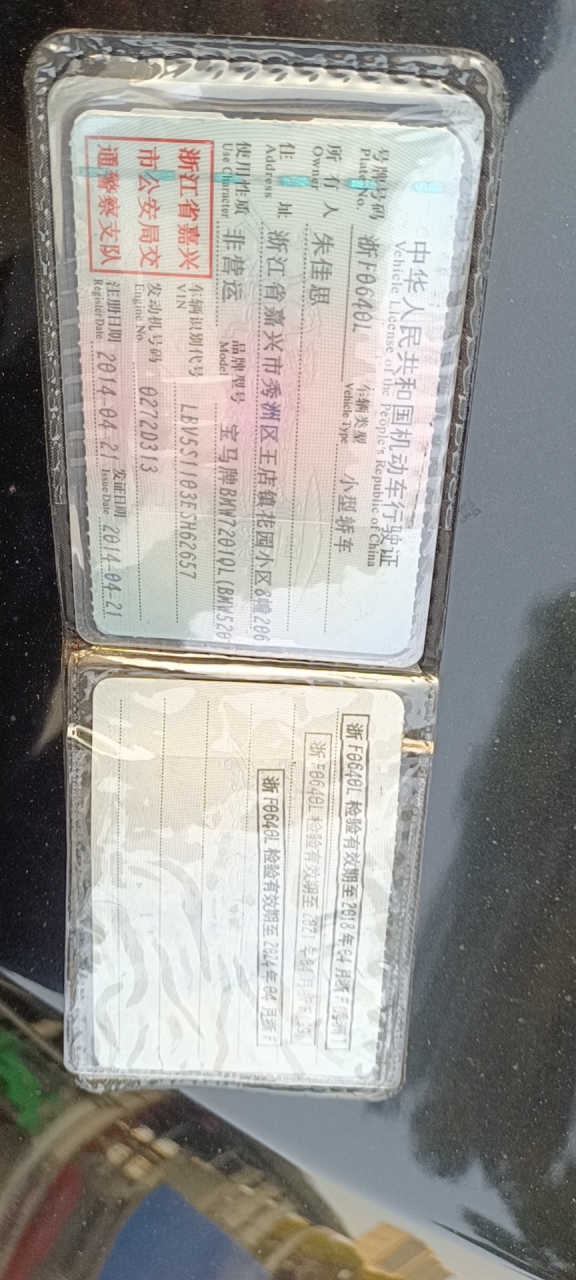 中华人民共和国机动车行驶证
Vehicle License of the People's Republic of China
号牌号码 浙F0640L 车辆类型 小型轿车
Plate No. Vehicle Type
所有人 朱佳思
Owner
住址 浙江省嘉兴市秀洲区王店镇花园小区8幢206
Address
使用性质 非营运 品牌型号 宝马牌BMW7201QL(BMW520
Use Character Model
浙江省嘉兴
市公安局交
通警察支队
车辆识别代号
VIN
发动机号码 02720313
Engine No.
注册日期 2014-04-21 发证日期 2014-04-21
Register Date Issue Date
浙F0640L 检验有效期至2018年04月浙F
浙F0640L 检验有效期至2021年04月浙F
浙F0640L 检验有效期至2024年04月浙F